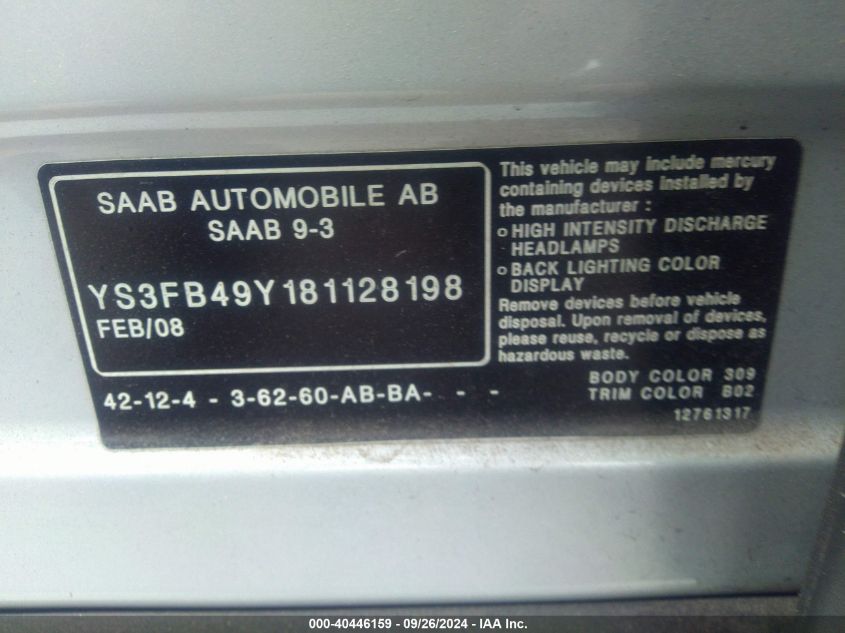 SAAB AUTOMOBILE AB
SAAB 9-3
YS3FB49Y181128198
FEB/08
42-12-4 - 3-62-60-AB-BA- - -
This vehicle may include mercury
containing devices installed by
the manufacturer :
o HIGH INTENSITY DISCHARGE
HEADLAMPS
o BACK LIGHTING COLOR
DISPLAY
Remove devices before vehicle
disposal. Upon removal of devices,
please reuse, recycle or dispose as
hazardous waste.
BODY COLOR 309
TRIM COLOR B02
12761317
000-40446159 - 09/26/2024 - IAA Inc.